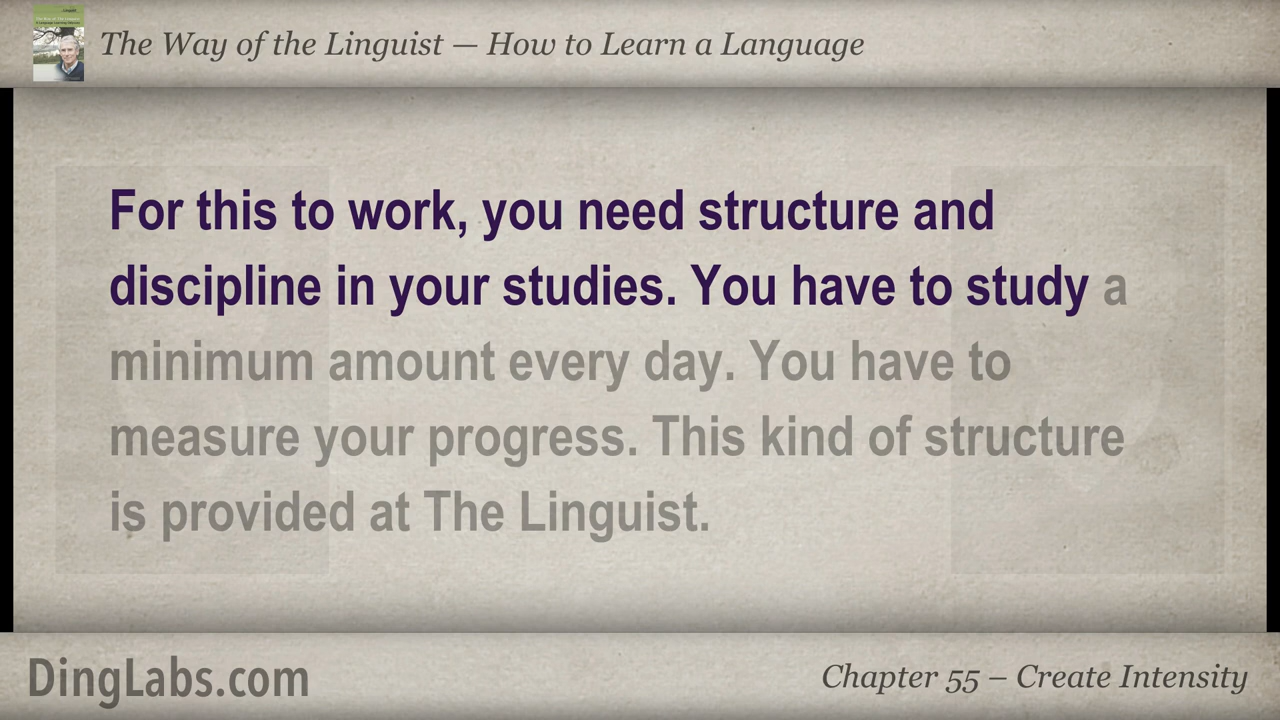 The Way of the Linguist — How to Learn a Language
For this to work, you need structure and
discipline in your studies. You have to study a
minimum amount every day. You have to
measure your progress. This kind of structure
is provided at The Linguist.
DingLabs.com
Chapter 55 – Create Intensity